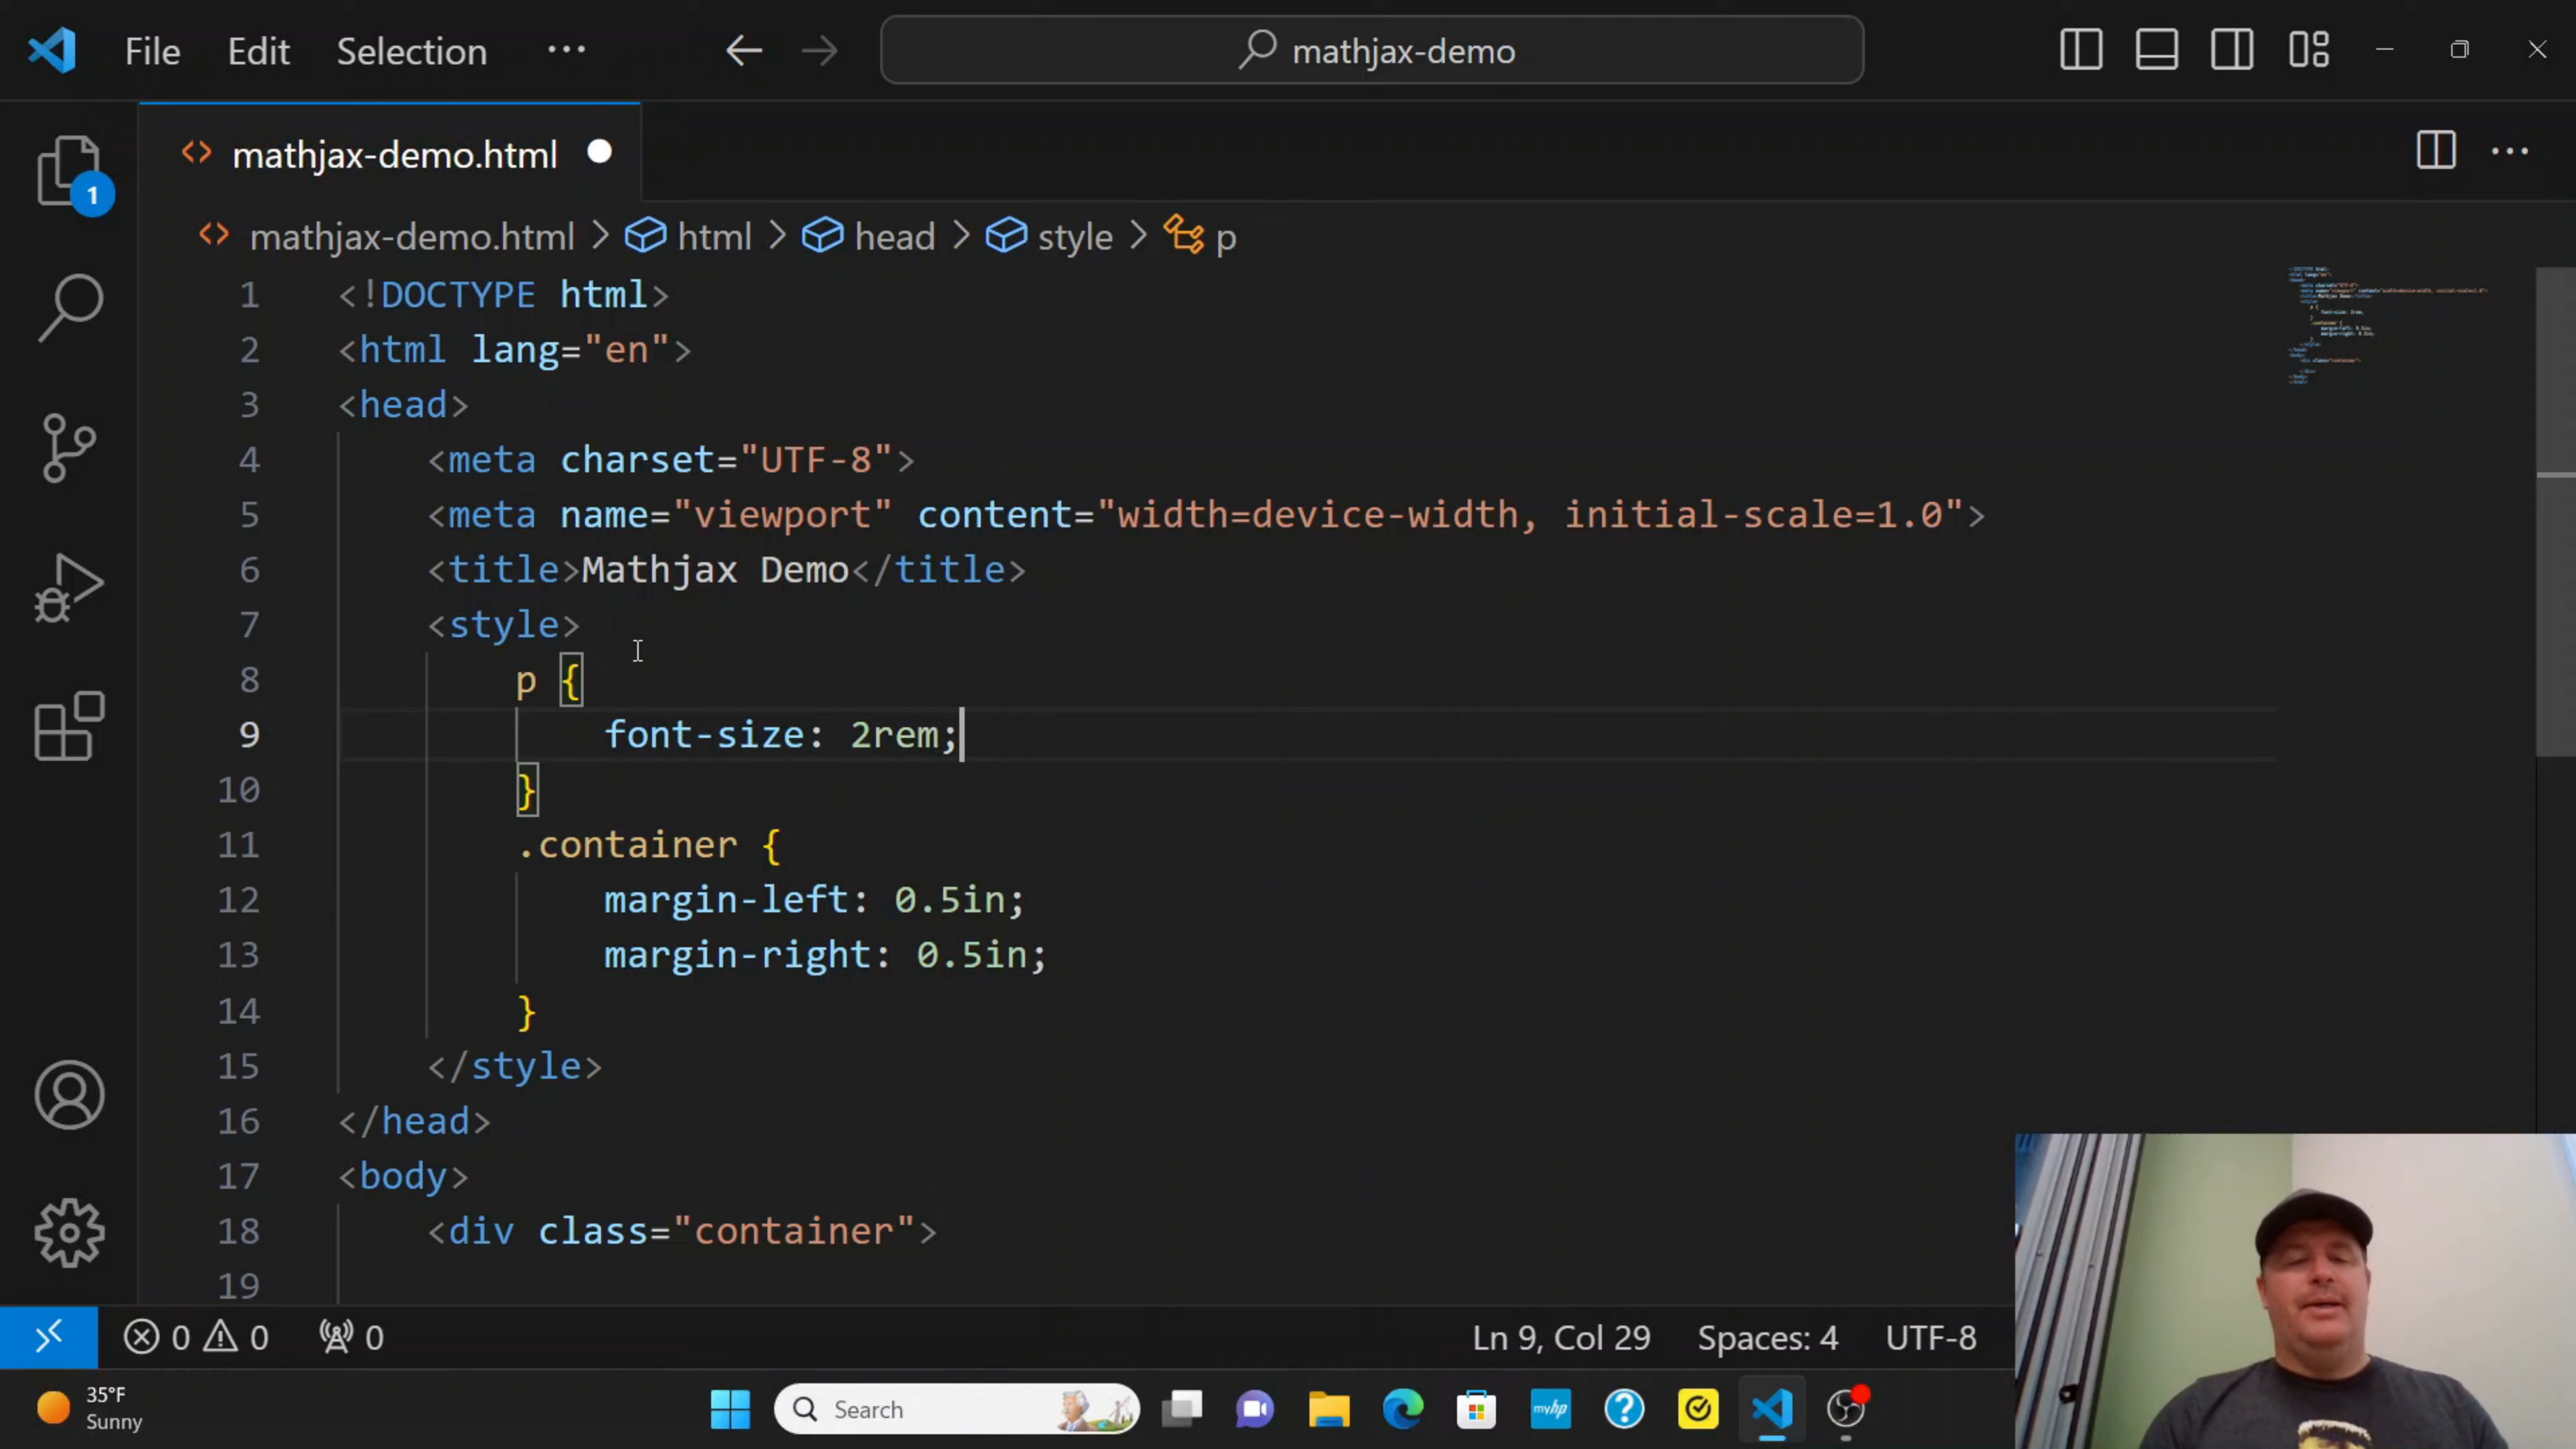 File Edit Selection ··· mathjax-demo
mathjax-demo.html
1
mathjax-demo.html > html > head > style > p
1 <!DOCTYPE html>
2 <html lang="en">
3 <head>
4 <meta charset="UTF-8">
5 <meta name="viewport" content="width=device-width, initial-scale=1.0">
6 <title>Mathjax Demo</title>
7 <style>
8 p {
9 font-size: 2rem;
10 }
11 .container {
12 margin-left: 0.5in;
13 margin-right: 0.5in;
14 }
15 </style>
16 </head>
17 <body>
18 <div class="container">
19
0 0 0 Ln 9, Col 29 Spaces: 4 UTF-8
35°F
Sunny
Search
myhp